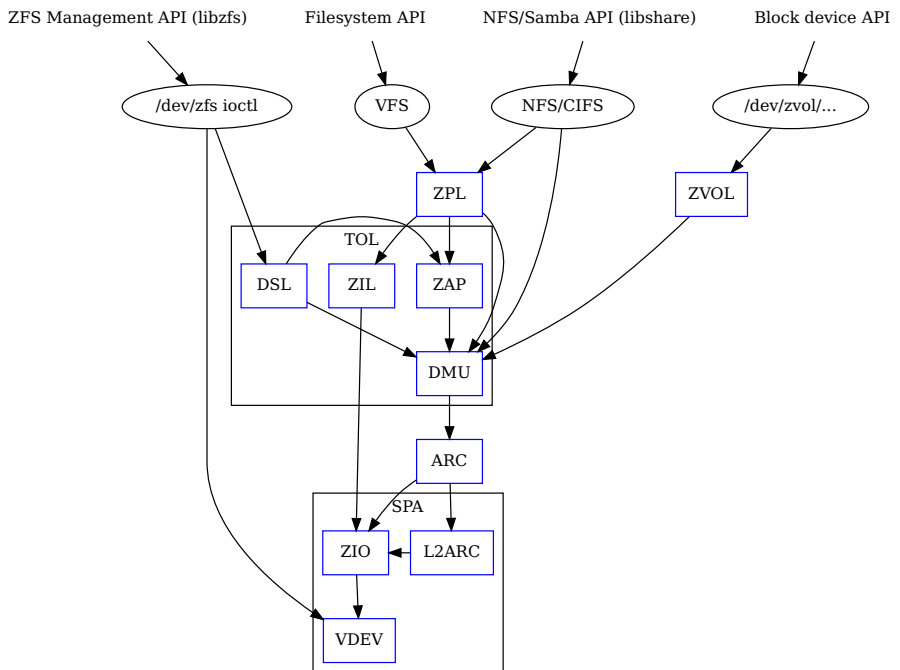 ZFS Management API (libzfs)
Filesystem API
NFS/Samba API (libshare)
Block device API
/dev/zfs ioctl
VFS
NFS/CIFS
/dev/zvol/...
ZPL
ZVOL
TOL
DSL
ZIL
ZAP
DMU
ARC
SPA
ZIO
L2ARC
VDEV